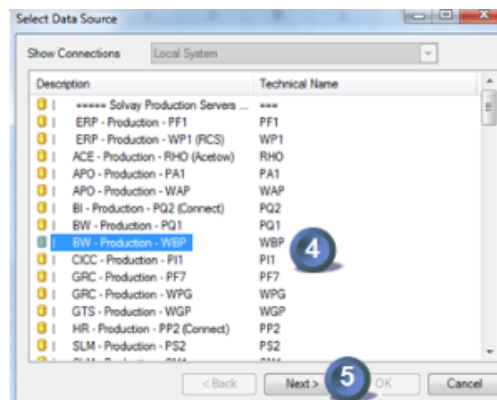 Select Data Source
Show Connections Local System
Description Technical Name
===== Solvay Production Servers ... ===
ERP - Production - PF1 PF1
ERP - Production - WP1 (RCS) WP1
ACE - Production - RHO (Acetow) RHO
APO - Production - PA1 PA1
APO - Production - WAP WAP
BI - Production - PQ2 (Connect) PQ2
BW - Production - PQ1 PQ1
BW - Production - WBP WBP 4
CICC - Production - PI1 PI1
GRC - Production - PF7 PF7
GRC - Production - WPG WPG
GTS - Production - WGP WGP
HR - Production - PP2 (Connect) PP2
SLM - Production - PS2 PS2
< Back Next > 5 OK Cancel